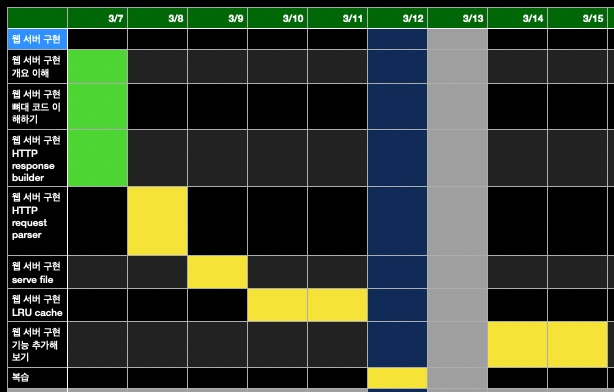 3/7 3/8 3/9 3/10 3/11 3/12 3/13 3/14 3/15
웹 서버 구현
웹 서버 구현
개요 이해
웹 서버 구현
뼈대 코드 이
해하기
웹 서버 구현
HTTP
response
builder
웹 서버 구현
HTTP
request
parser
웹 서버 구현
serve file
웹 서버 구현
LRU cache
웹 서버 구현
기능 추가해
보기
복습